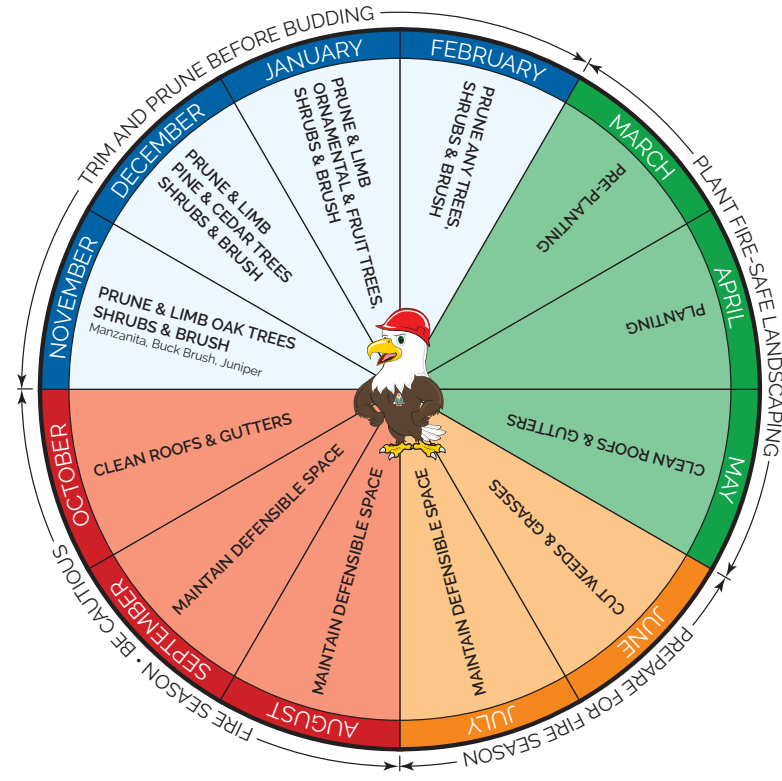 TRIM AND PRUNE BEFORE BUDDING
JANUARY
PRUNE & LIMB
ORNAMENTAL & FRUIT TREES,
SHRUBS & BRUSH
FEBRUARY
PRUNE ANY TREES,
SHRUBS & BRUSH
PLANT FIRE-SAFE LANDSCAPING
MARCH
PRE-PLANTING
APRIL
PLANTING
MAY
CLEAN ROOFS & GUTTERS
PREPARE FOR FIRE SEASON
JUNE
CUT WEEDS & GRASSES
JULY
MAINTAIN DEFENSIBLE SPACE
FIRE SEASON • BE CAUTIOUS
AUGUST
MAINTAIN DEFENSIBLE SPACE
SEPTEMBER
MAINTAIN DEFENSIBLE SPACE
OCTOBER
CLEAN ROOFS & GUTTERS
NOVEMBER
PRUNE & LIMB OAK TREES
SHRUBS & BRUSH
Manzanita, Buck Brush, Juniper
DECEMBER
PRUNE & LIMB
PINE & CEDAR TREES
SHRUBS & BRUSH